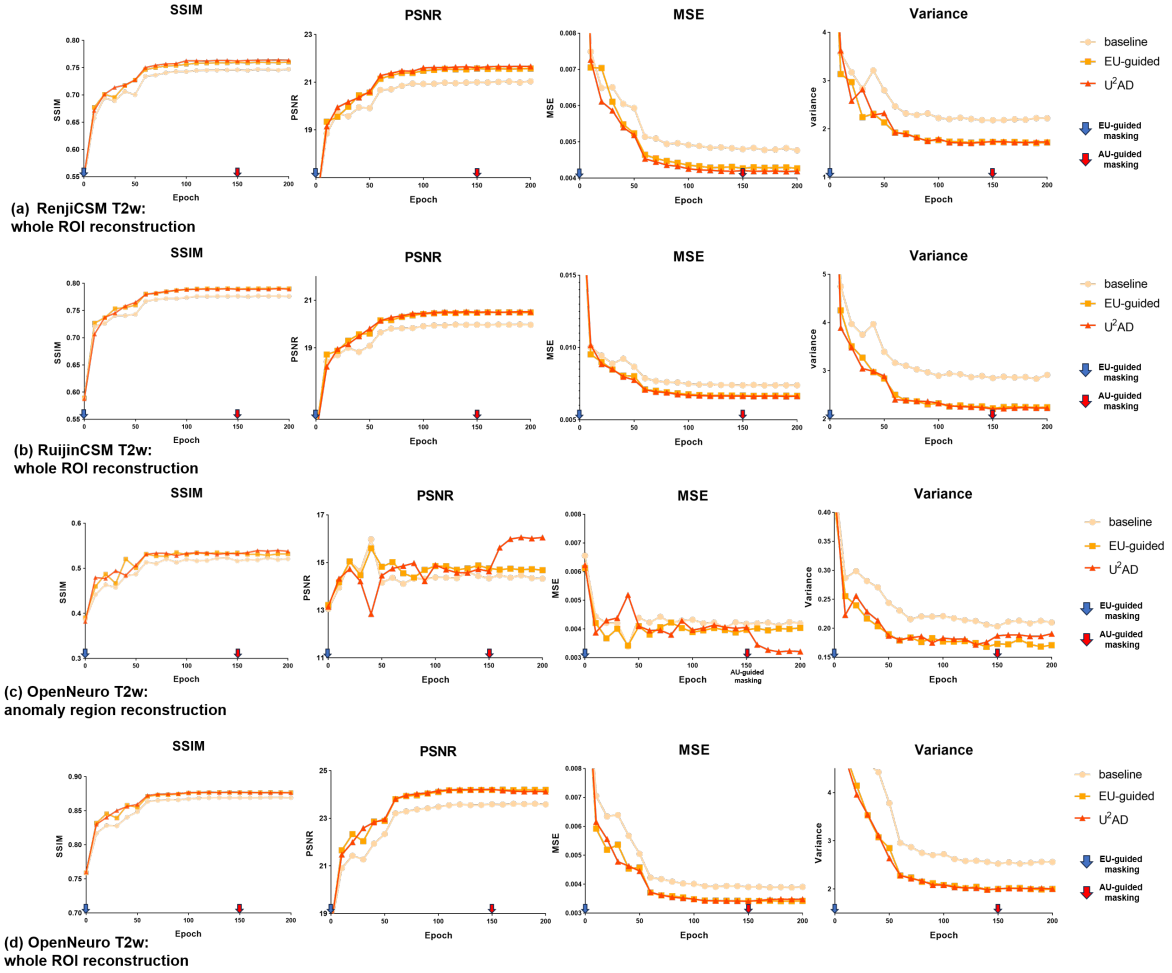 SSIM
PSNR
MSE
Variance
0.80
0.75
0.70
0.65
0.60
0.55
SSIM
0
50
100
150
200
Epoch
23
21
19
PSNR
0
50
100
150
200
Epoch
0.008
0.007
0.006
0.005
0.004
MSE
0
50
100
150
200
Epoch
4
3
2
1
variance
0
50
100
150
200
Epoch
baseline
EU-guided
U²AD
EU-guided
masking
AU-guided
masking
(a) RenjiCSM T2w:
whole ROI reconstruction
SSIM
PSNR
MSE
Variance
0.80
0.75
0.70
0.65
0.60
0.55
SSIM
0
50
100
150
200
Epoch
21
19
PSNR
0
50
100
150
200
Epoch
0.015
0.010
0.005
MSE
0
50
100
150
200
Epoch
5
4
3
2
variance
0
50
100
150
200
Epoch
baseline
EU-guided
U²AD
EU-guided
masking
AU-guided
masking
(b) RuijinCSM T2w:
whole ROI reconstruction
SSIM
PSNR
MSE
Variance
0.6
0.5
0.4
0.3
SSIM
0
50
100
150
200
Epoch
17
15
13
11
PSNR
0
50
100
150
200
Epoch
0.008
0.007
0.006
0.005
0.004
0.003
MSE
0
50
100
150
200
Epoch
AU-guided
masking
0.40
0.35
0.30
0.25
0.20
0.15
Variance
0
50
100
150
200
Epoch
baseline
EU-guided
U²AD
EU-guided
masking
AU-guided
masking
(c) OpenNeuro T2w:
anomaly region reconstruction
SSIM
PSNR
MSE
Variance
0.90
0.85
0.80
0.75
0.70
SSIM
0
50
100
150
200
Epoch
25
23
21
19
PSNR
0
50
100
150
200
Epoch
0.008
0.007
0.006
0.005
0.004
0.003
MSE
0
50
100
150
200
Epoch
4
2
Variance
0
50
100
150
200
Epoch
baseline
EU-guided
U²AD
EU-guided
masking
AU-guided
masking
(d) OpenNeuro T2w:
whole ROI reconstruction